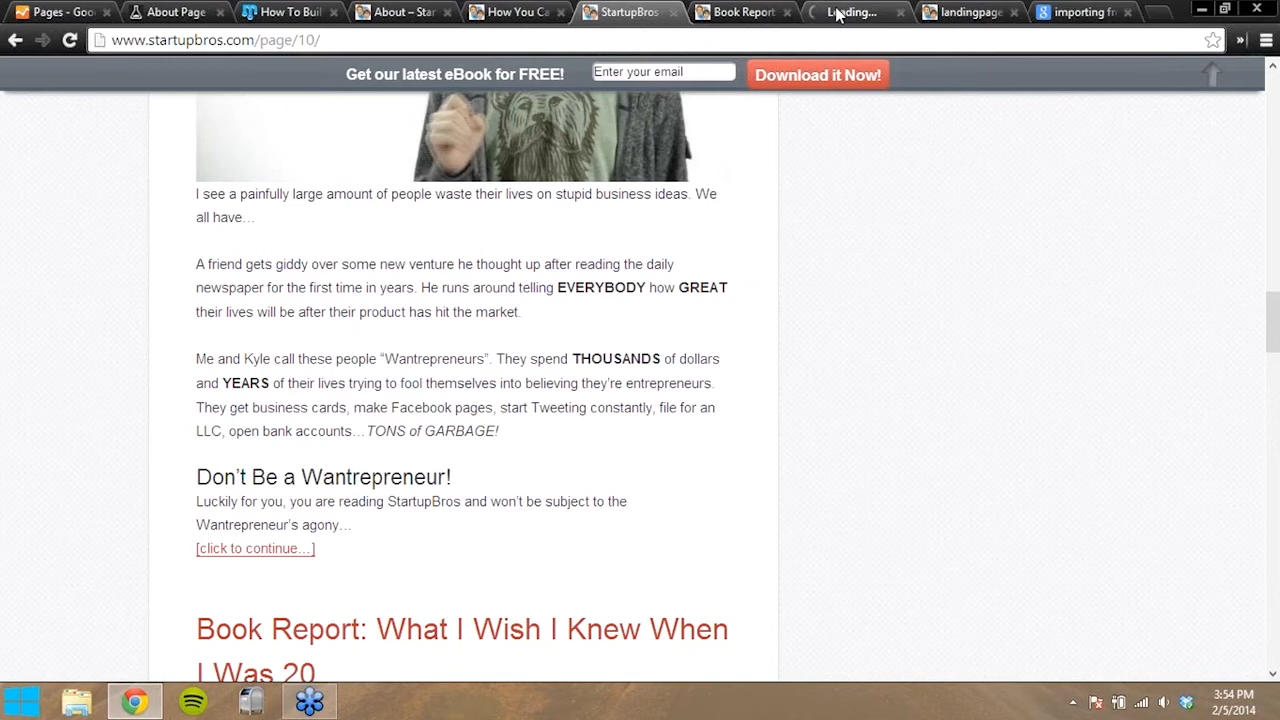 Pages - Goo
About Page
How To Buil
About – Star
How You Ca
StartupBros
Book Report
Loading...
landingpage
importing fr
www.startupbros.com/page/10/
Get our latest eBook for FREE!
Enter your email
Download it Now!
I see a painfully large amount of people waste their lives on stupid business ideas. We
all have…
A friend gets giddy over some new venture he thought up after reading the daily
newspaper for the first time in years. He runs around telling EVERYBODY how GREAT
their lives will be after their product has hit the market.
Me and Kyle call these people “Wantrepreneurs”. They spend THOUSANDS of dollars
and YEARS of their lives trying to fool themselves into believing they’re entrepreneurs.
They get business cards, make Facebook pages, start Tweeting constantly, file for an
LLC, open bank accounts…TONS of GARBAGE!
Don’t Be a Wantrepreneur!
Luckily for you, you are reading StartupBros and won’t be subject to the
Wantrepreneur’s agony…
[click to continue…]
Book Report: What I Wish I Knew When
I Was 20
3:54 PM
2/5/2014